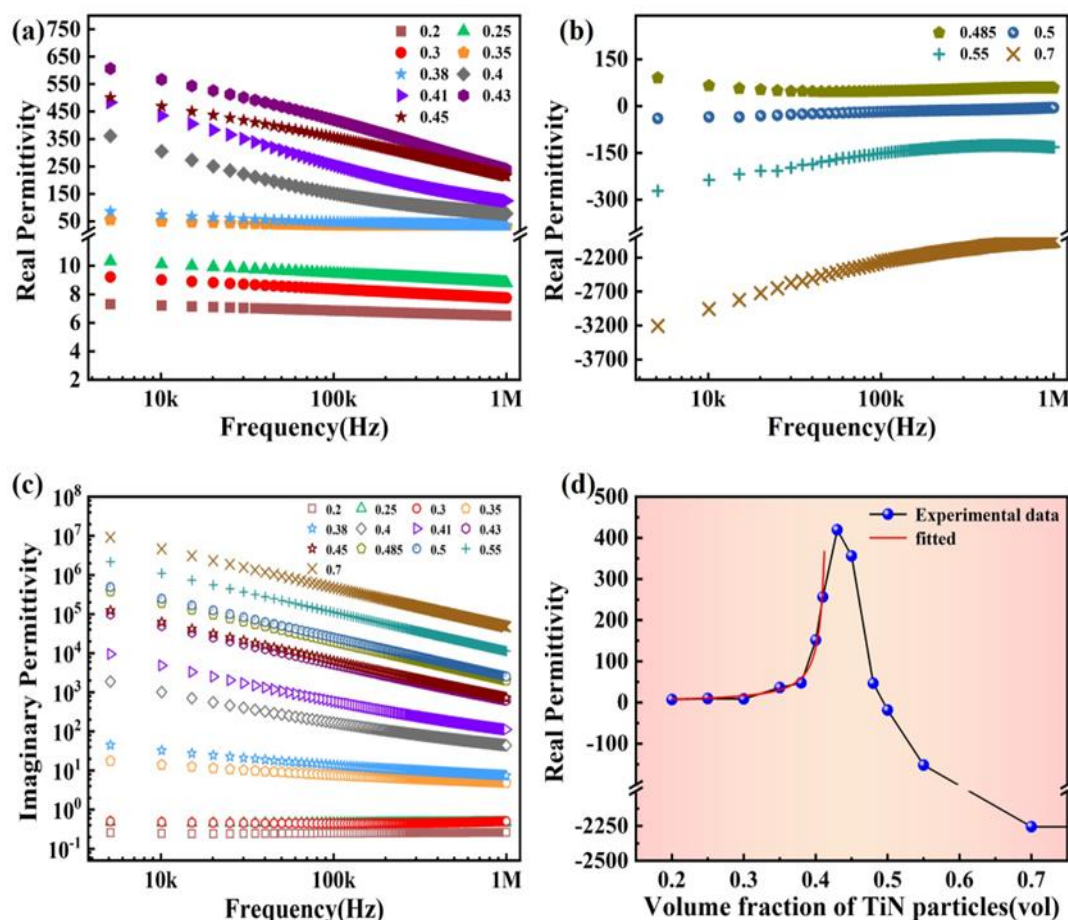 (a)
750
650
550
450
350
250
150
50
10
8
6
4
2
Real Permittivity
0.2 0.25
0.3 0.35
0.38 0.4
0.41 0.43
0.45
10k 100k 1M
Frequency(Hz)
(b)
150
0
-150
-300
-2200
-2700
-3200
-3700
Real Permittivity
0.485 0.5
0.55 0.7
10k 100k 1M
Frequency(Hz)
(c)
10^8
10^7
10^6
10^5
10^4
10^3
10^2
10^1
10^0
10^-1
Imaginary Permittivity
0.2 0.25 0.3 0.35
0.38 0.4 0.41 0.43
0.45 0.485 0.5 0.55
0.7
10k 100k 1M
Frequency(Hz)
(d)
500
400
300
200
100
0
-100
-2250
-2500
Real Permittivity
Experimental data
fitted
0.2 0.3 0.4 0.5 0.6 0.7
Volume fraction of TiN particles(vol)